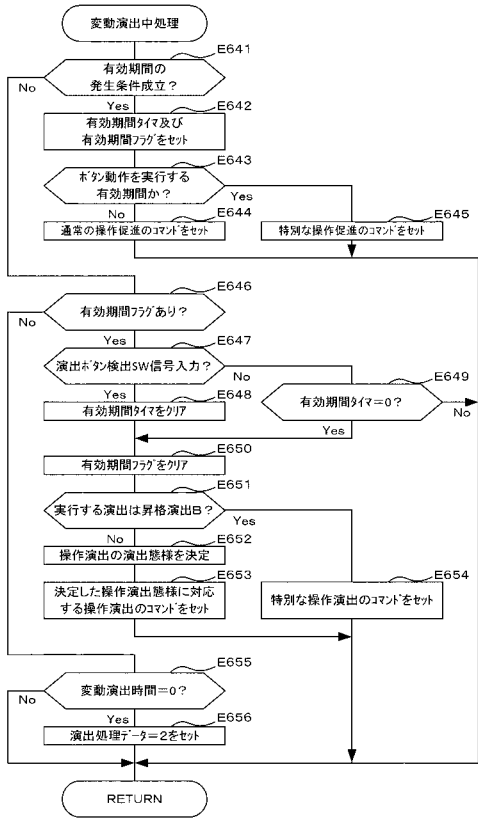 変動演出中処理
E641
有効期間の
発生条件成立?
No
Yes
E642
有効期間タイマ及び
有効期間フラグをセット
E643
ボタン動作を実行する
有効期間か?
Yes
No
E644
通常の操作促進のコマンドをセット
E645
特別な操作促進のコマンドをセット
E646
有効期間フラグあり?
No
Yes
E647
演出ボタン検出SW信号入力?
No
Yes
E648
有効期間タイマをクリア
E649
有効期間タイマ=0?
No
Yes
E650
有効期間フラグをクリア
E651
実行する演出は昇格演出B?
Yes
No
E652
操作演出の演出態様を決定
E653
決定した操作演出態様に対応
する操作演出のコマンドをセット
E654
特別な操作演出のコマンドをセット
E655
変動演出時間=0?
No
Yes
E656
演出処理データ=2をセット
RETURN